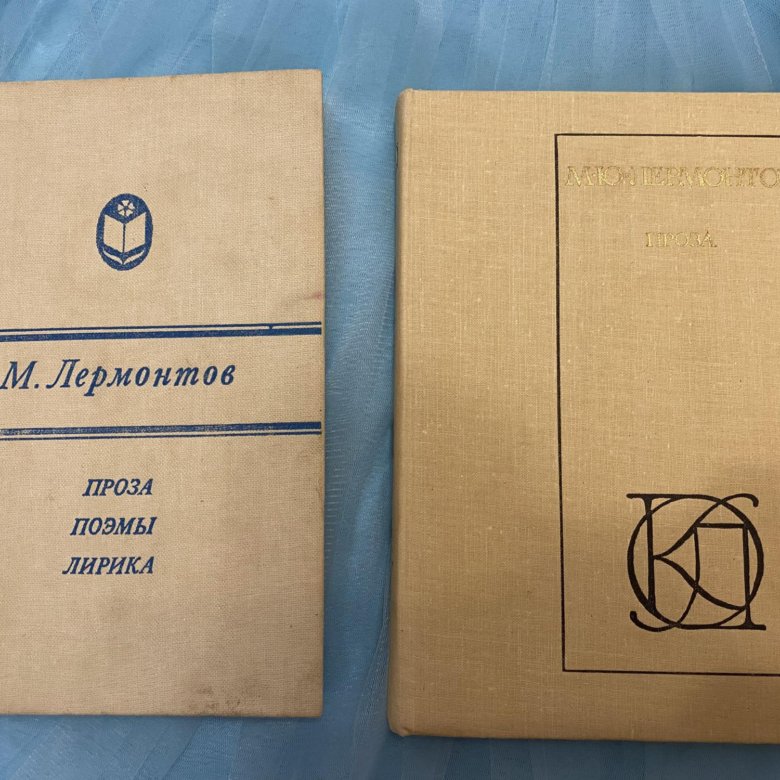 М. Лермонтов
ПРОЗА
ПОЭМЫ
ЛИРИКА
М·Ю·ЛЕРМОНТО
ПРОЗА